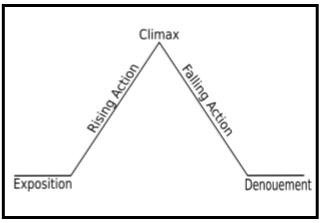 Climax
Rising Action
Falling Action
Exposition
Denouement